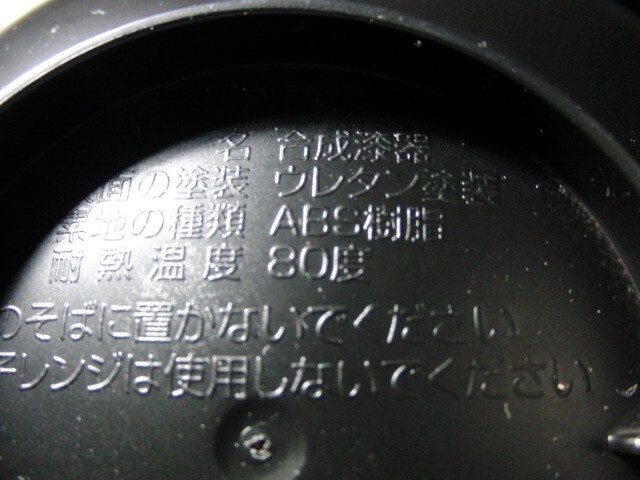 名 合成漆器
面の塗装 ウレタン塗装
素地の種類 ABS樹脂
耐熱温度 80度
のそばに置かないでください
子レンジは使用しないでください